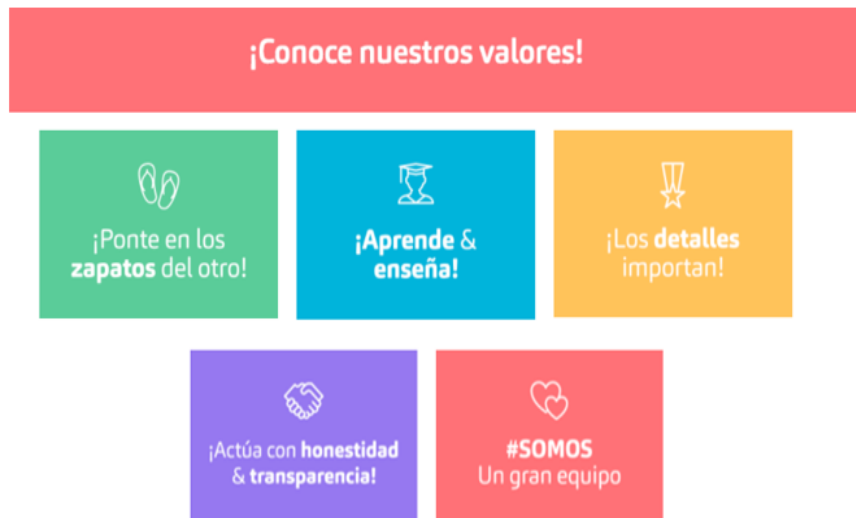 ¡Conoce nuestros valores!
¡Ponte en los
zapatos del otro!
¡Aprende &
enseña!
¡Los detalles
importan!
¡Actúa con honestidad
& transparencia!
#SOMOS
Un gran equipo